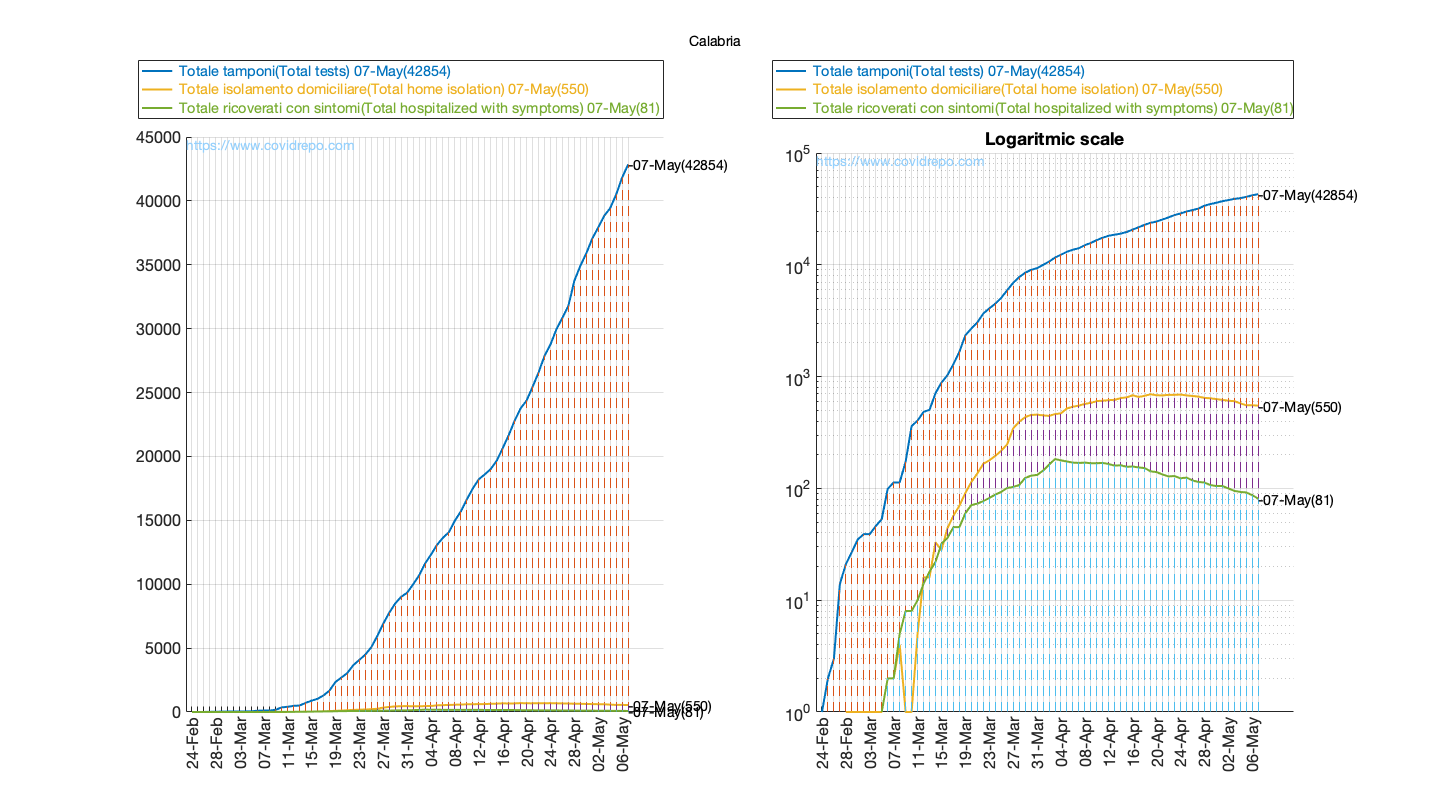 Calabria
Totale tamponi(Total tests) 07-May(42854)
Totale isolamento domiciliare(Total home isolation) 07-May(550)
Totale ricoverati con sintomi(Total hospitalized with symptoms) 07-May(81)
https://www.covidrepo.com
45000
40000
35000
30000
25000
20000
15000
10000
5000
0
07-May(42854)
07-May(550)
07-May(81)
24-Feb
28-Feb
03-Mar
07-Mar
11-Mar
15-Mar
19-Mar
23-Mar
27-Mar
31-Mar
04-Apr
08-Apr
12-Apr
16-Apr
20-Apr
24-Apr
28-Apr
02-May
06-May
Totale tamponi(Total tests) 07-May(42854)
Totale isolamento domiciliare(Total home isolation) 07-May(550)
Totale ricoverati con sintomi(Total hospitalized with symptoms) 07-May(81)
Logaritmic scale
https://www.covidrepo.com
10^5
10^4
10^3
10^2
10^1
10^0
07-May(42854)
07-May(550)
07-May(81)
24-Feb
28-Feb
03-Mar
07-Mar
11-Mar
15-Mar
19-Mar
23-Mar
27-Mar
31-Mar
04-Apr
08-Apr
12-Apr
16-Apr
20-Apr
24-Apr
28-Apr
02-May
06-May